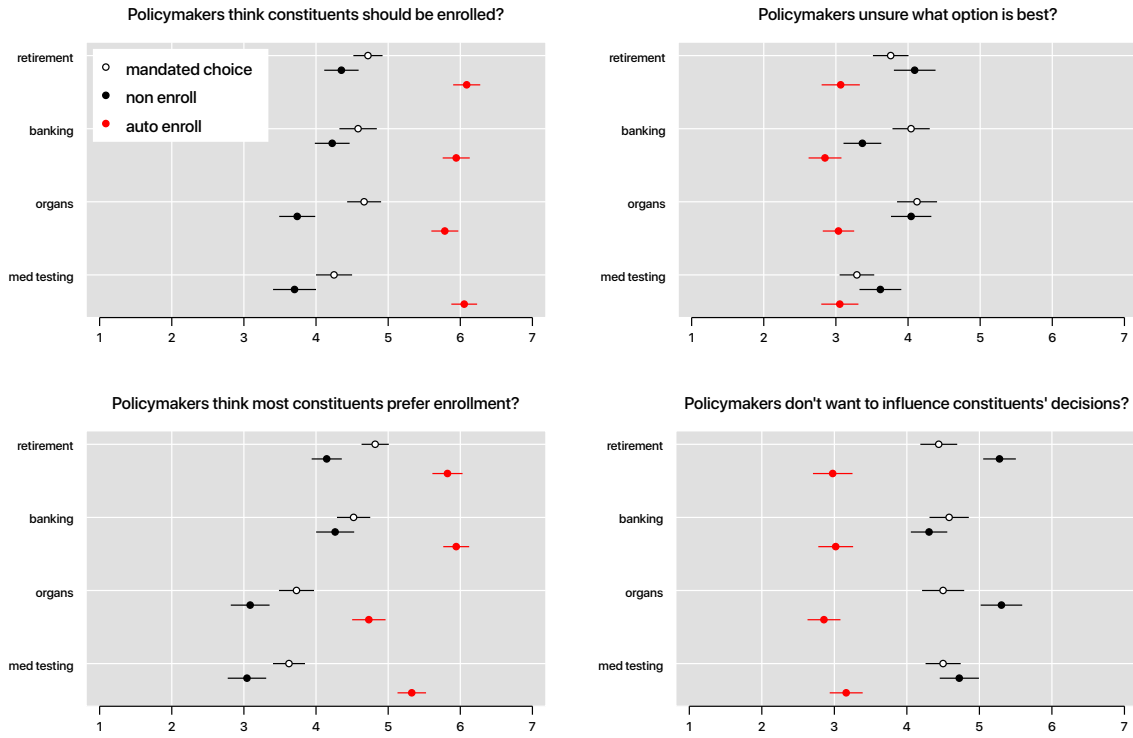 Policymakers think constituents should be enrolled?
retirement
banking
organs
med testing
mandated choice
non enroll
auto enroll
1 2 3 4 5 6 7
Policymakers unsure what option is best?
retirement
banking
organs
med testing
1 2 3 4 5 6 7
Policymakers think most constituents prefer enrollment?
retirement
banking
organs
med testing
1 2 3 4 5 6 7
Policymakers don't want to influence constituents' decisions?
retirement
banking
organs
med testing
1 2 3 4 5 6 7